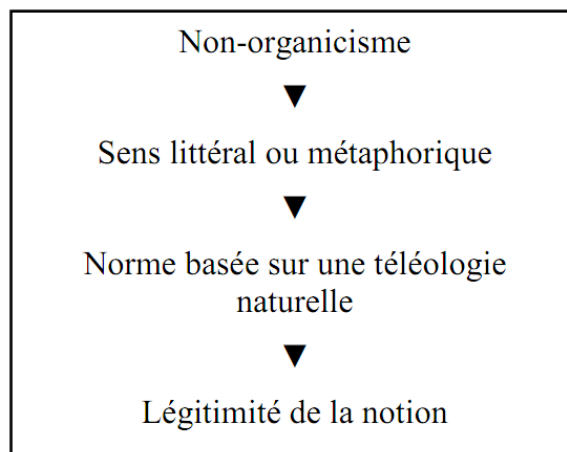 Non-organicisme
▼
Sens littéral ou métaphorique
▼
Norme basée sur une téléologie
naturelle
▼
Légitimité de la notion